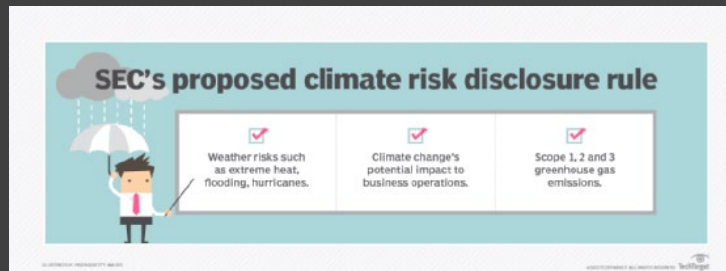 SEC's proposed climate risk disclosure rule
Weather risks such
as extreme heat,
flooding, hurricanes.
Climate change's
potential impact to
business operations.
Scope 1, 2 and 3
greenhouse gas
emissions.
TechTarget